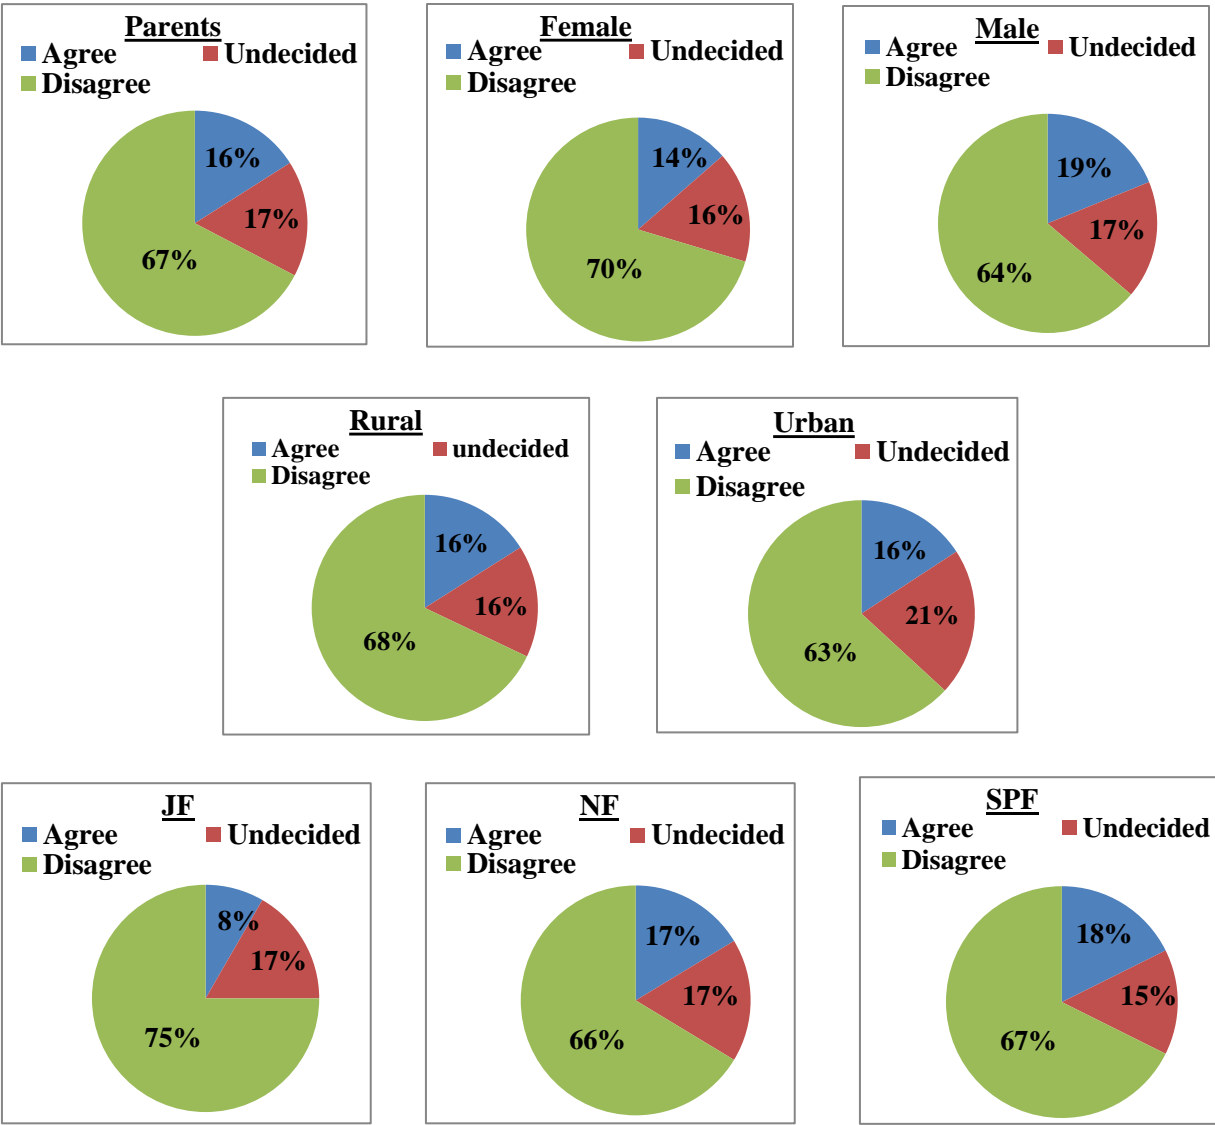 Parents
Agree Undecided
Disagree
16%
17%
67%
Female
Agree Undecided
Disagree
14%
16%
70%
Male
Agree Undecided
Disagree
19%
17%
64%
Rural
Agree undecided
Disagree
16%
16%
68%
Urban
Agree Undecided
Disagree
16%
21%
63%
JF
Agree Undecided
Disagree
8%
17%
75%
NF
Agree Undecided
Disagree
17%
17%
66%
SPF
Agree Undecided
Disagree
18%
15%
67%